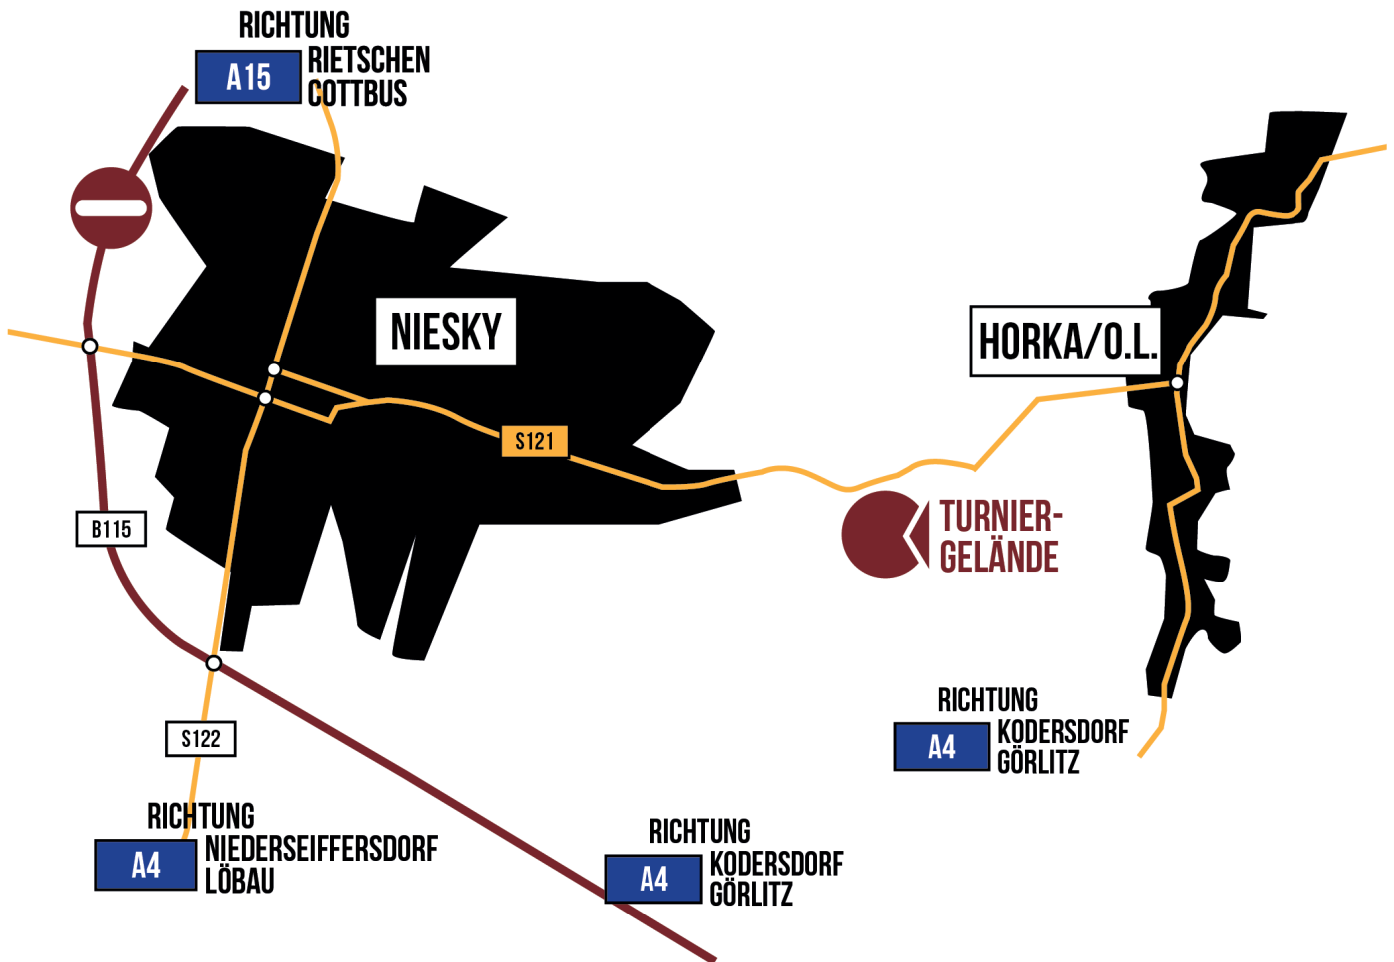 RICHTUNG
A15
RIETSCHEN
COTTBUS
NIESKY
HORKA/O.L.
S121
B115
TURNIER-
GELÄNDE
RICHTUNG
A4
KODERSDORF
GÖRLITZ
S122
RICHTUNG
A4
NIEDERSEIFFERSDORF
LÖBAU
RICHTUNG
A4
KODERSDORF
GÖRLITZ